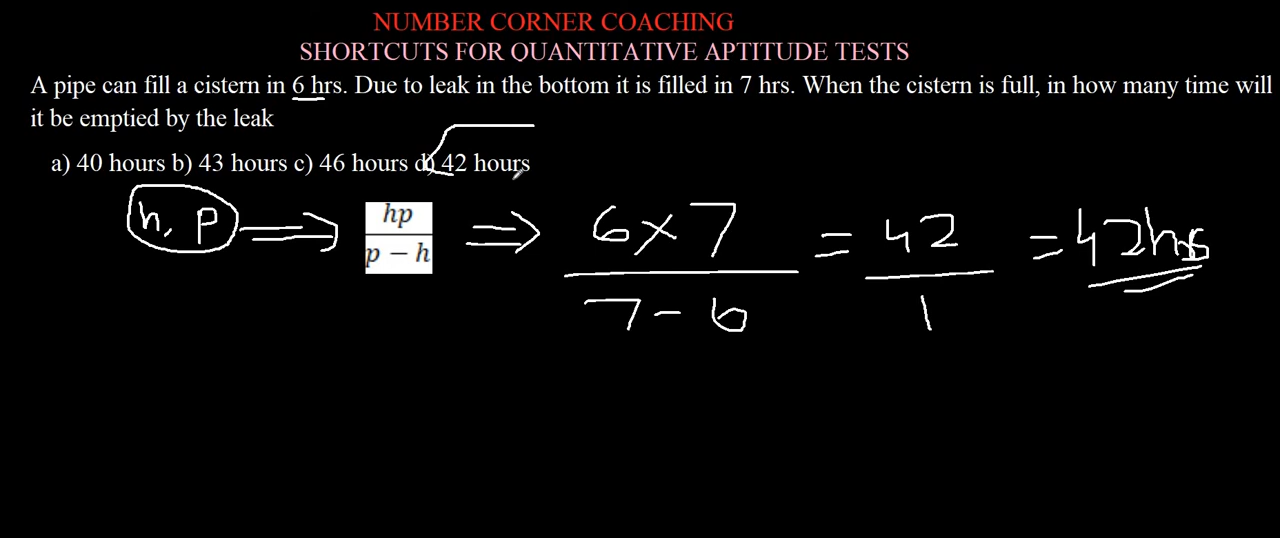 NUMBER CORNER COACHING
SHORTCUTS FOR QUANTITATIVE APTITUDE TESTS
A pipe can fill a cistern in 6 hrs. Due to leak in the bottom it is filled in 7 hrs. When the cistern is full, in how many time will
it be emptied by the leak
a) 40 hours b) 43 hours c) 46 hours d) 42 hours
h, p ⇒ hp / p − h ⇒ 6 × 7 / 7 − 6 = 42 / 1 = 42hrs